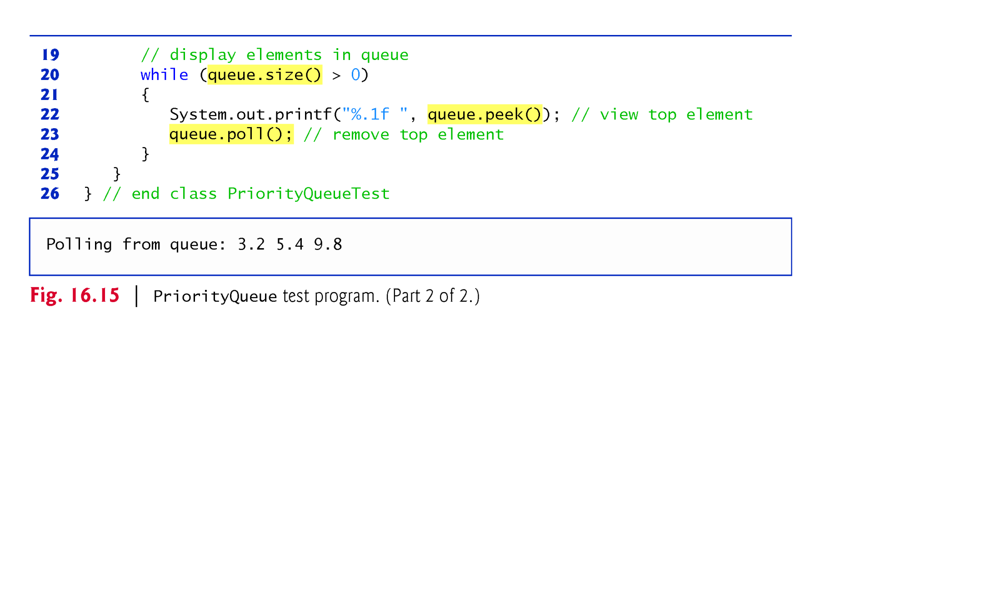 19 // display elements in queue
20 while (queue.size() > 0)
21 {
22 System.out.printf("%.1f ", queue.peek()); // view top element
23 queue.poll(); // remove top element
24 }
25 }
26 } // end class PriorityQueueTest
Polling from queue: 3.2 5.4 9.8
Fig. 16.15 | PriorityQueue test program. (Part 2 of 2.)